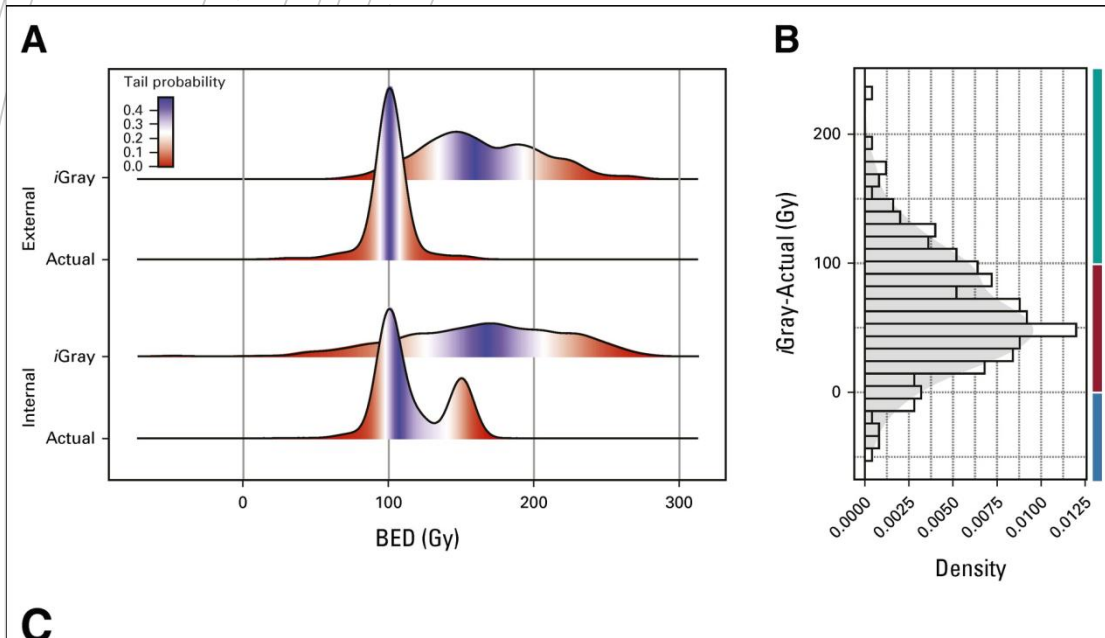 A
Tail probability
0.4
0.3
0.2
0.1
0.0
iGray
External
Actual
iGray
Internal
Actual
0 100 200 300
BED (Gy)
B
200
100
0
iGray-Actual (Gy)
0.0000 0.0025 0.0050 0.0075 0.0100 0.0125
Density
C